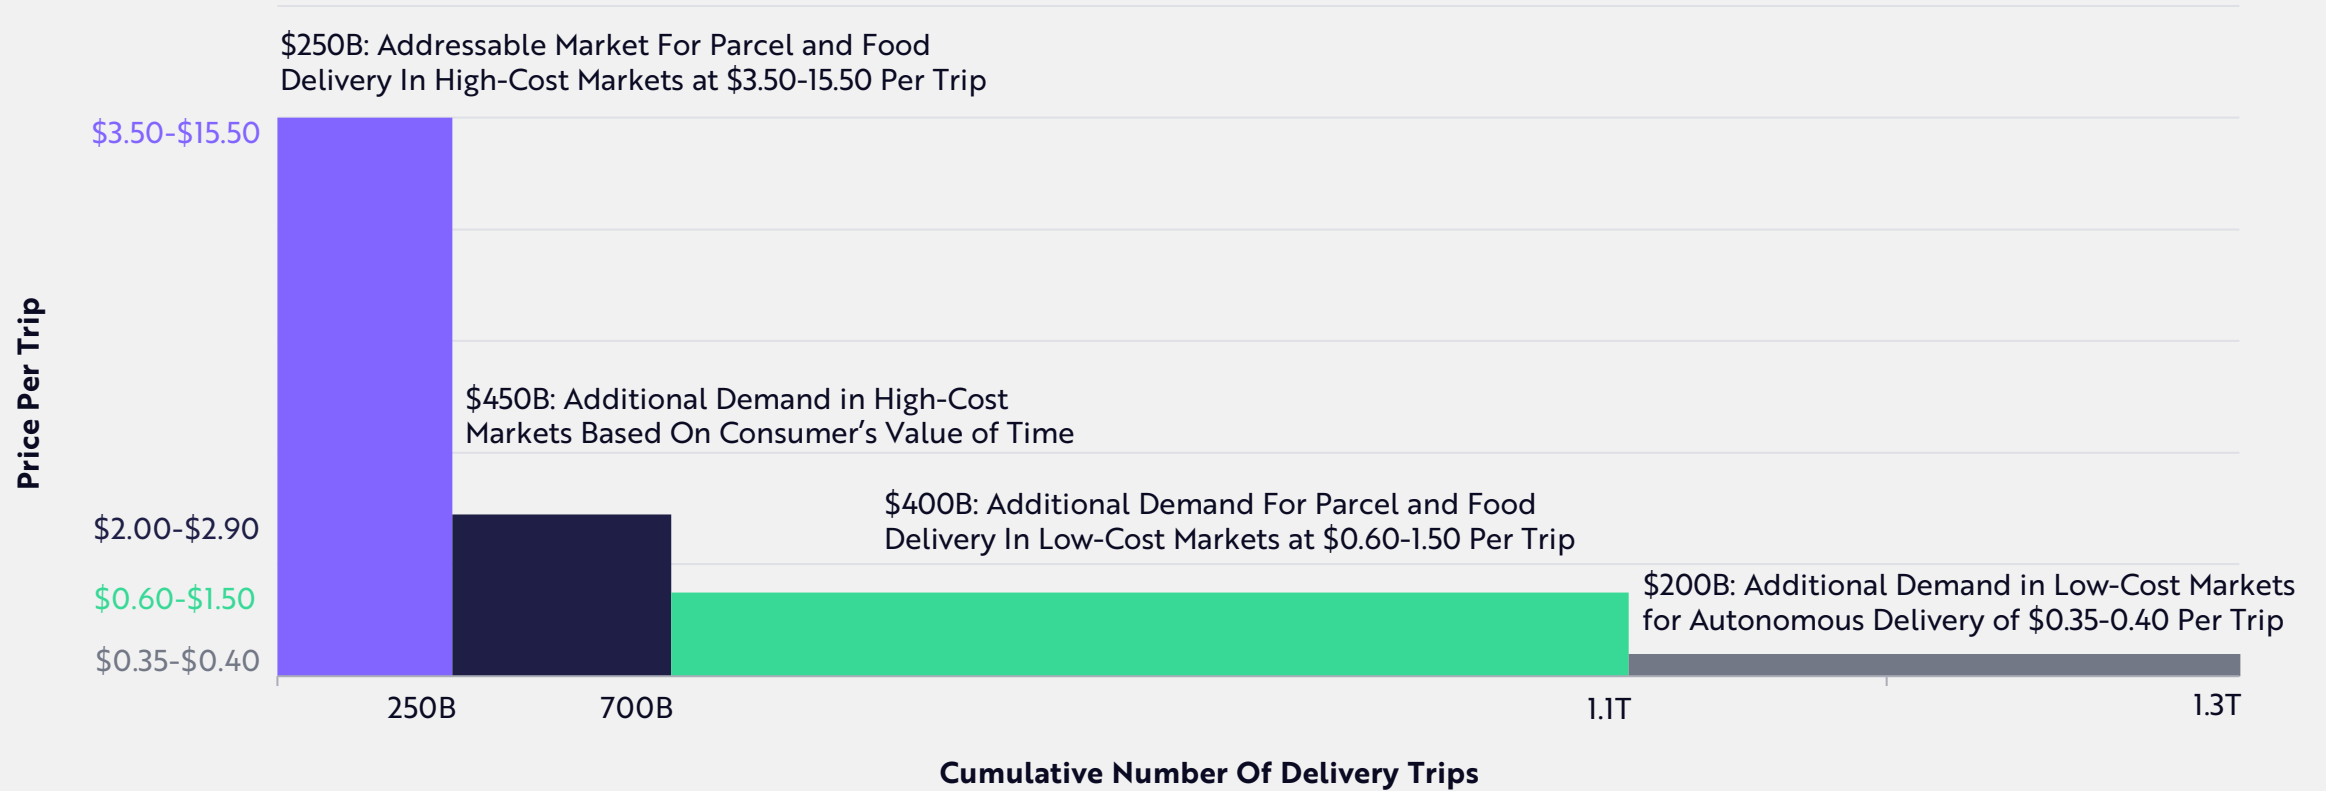 $250B: Addressable Market For Parcel and Food
Delivery In High-Cost Markets at $3.50-15.50 Per Trip
$3.50-$15.50
Price Per Trip
$450B: Additional Demand in High-Cost
Markets Based On Consumer’s Value of Time
$400B: Additional Demand For Parcel and Food
Delivery In Low-Cost Markets at $0.60-1.50 Per Trip
$2.00-$2.90
$200B: Additional Demand in Low-Cost Markets
for Autonomous Delivery of $0.35-0.40 Per Trip
$0.60-$1.50
$0.35-$0.40
250B
700B
1.1T
1.3T
Cumulative Number Of Delivery Trips